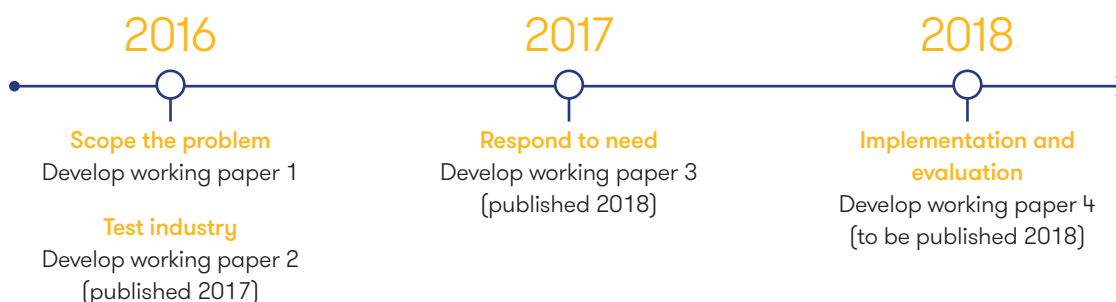 2016
Scope the problem
Develop working paper 1
Test industry
Develop working paper 2
(published 2017)
2017
Respond to need
Develop working paper 3
(published 2018)
2018
Implementation and
evaluation
Develop working paper 4
(to be published 2018)